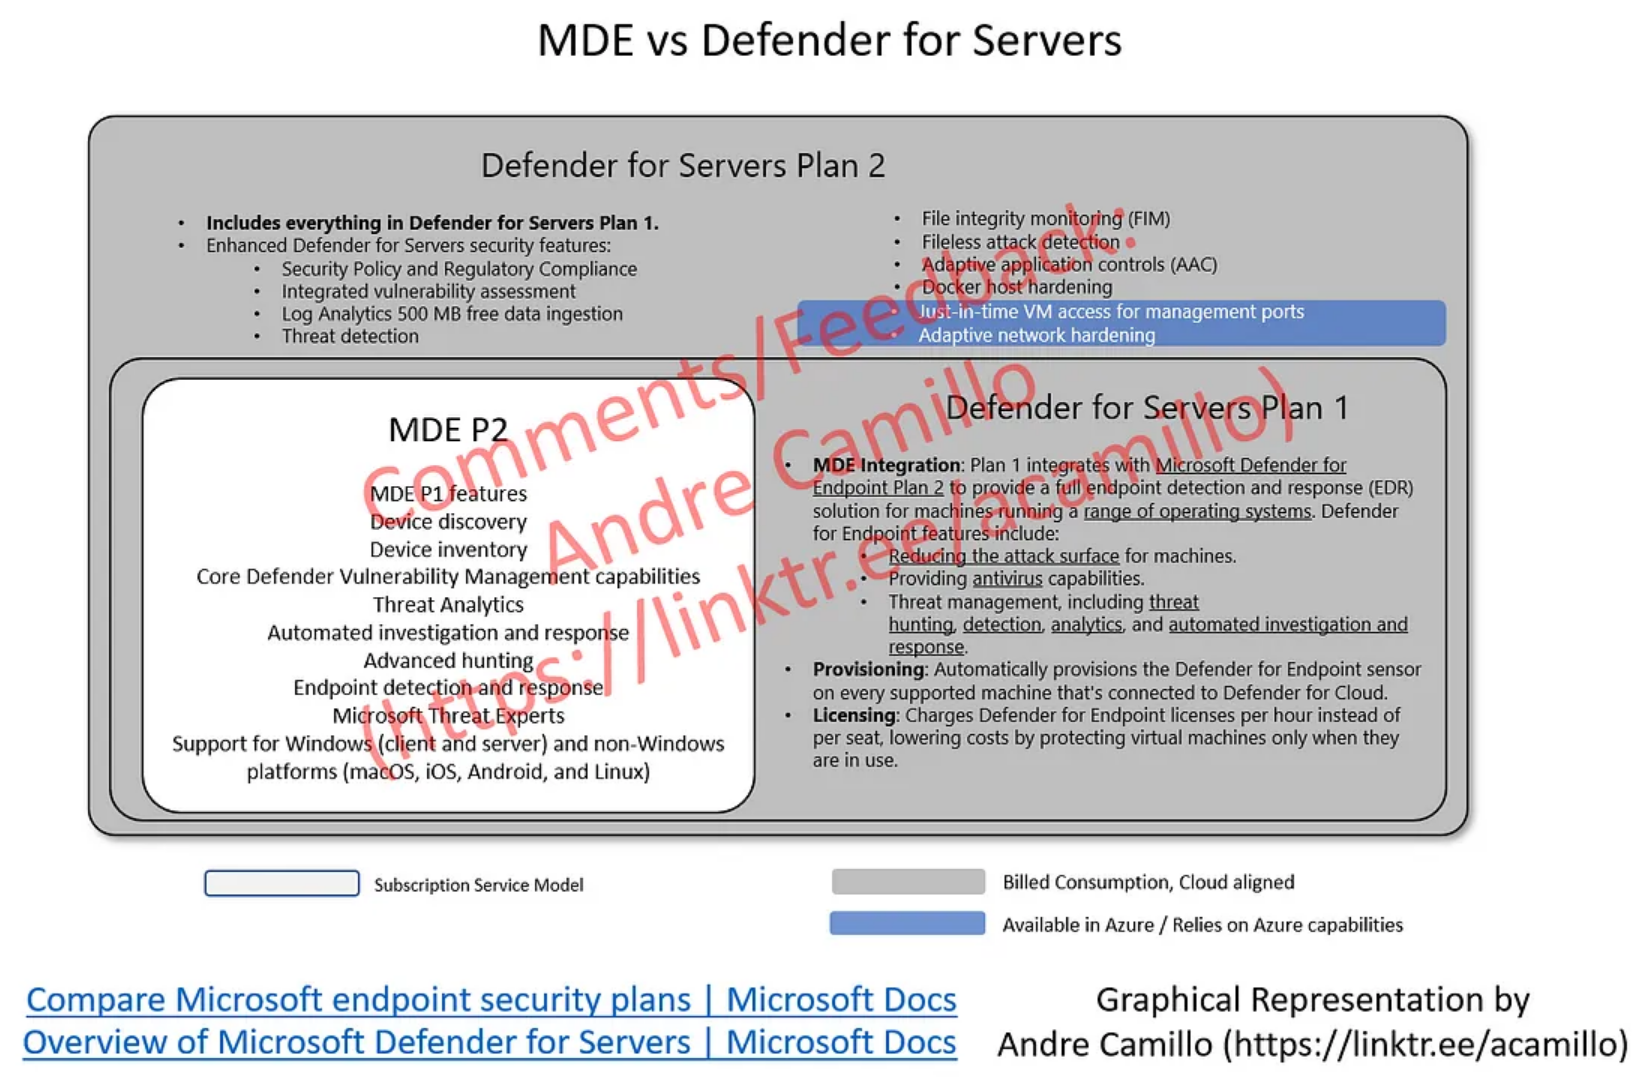 MDE vs Defender for Servers
Defender for Servers Plan 2
• Includes everything in Defender for Servers Plan 1.
• Enhanced Defender for Servers security features:
• Security Policy and Regulatory Compliance
• Integrated vulnerability assessment
• Log Analytics 500 MB free data ingestion
• Threat detection
• File integrity monitoring (FIM)
• Fileless attack detection
• Adaptive application controls (AAC)
• Docker host hardening
• Just-in-time VM access for management ports
• Adaptive network hardening
MDE P2
MDE P1 features
Device discovery
Device inventory
Core Defender Vulnerability Management capabilities
Threat Analytics
Automated investigation and response
Advanced hunting
Endpoint detection and response
Microsoft Threat Experts
Support for Windows (client and server) and non-Windows
platforms (macOS, iOS, Android, and Linux)
Defender for Servers Plan 1
• MDE Integration: Plan 1 integrates with Microsoft Defender for
Endpoint Plan 2 to provide a full endpoint detection and response (EDR)
solution for machines running a range of operating systems. Defender
for Endpoint features include:
• Reducing the attack surface for machines.
• Providing antivirus capabilities.
• Threat management, including threat
hunting, detection, analytics, and automated investigation and
response.
• Provisioning: Automatically provisions the Defender for Endpoint sensor
on every supported machine that's connected to Defender for Cloud.
• Licensing: Charges Defender for Endpoint licenses per hour instead of
per seat, lowering costs by protecting virtual machines only when they
are in use.
Comments/Feedback:
Andre Camillo
(https://linktr.ee/acamillo)
Subscription Service Model
Billed Consumption, Cloud aligned
Available in Azure / Relies on Azure capabilities
Compare Microsoft endpoint security plans | Microsoft Docs
Overview of Microsoft Defender for Servers | Microsoft Docs
Graphical Representation by
Andre Camillo (https://linktr.ee/acamillo)